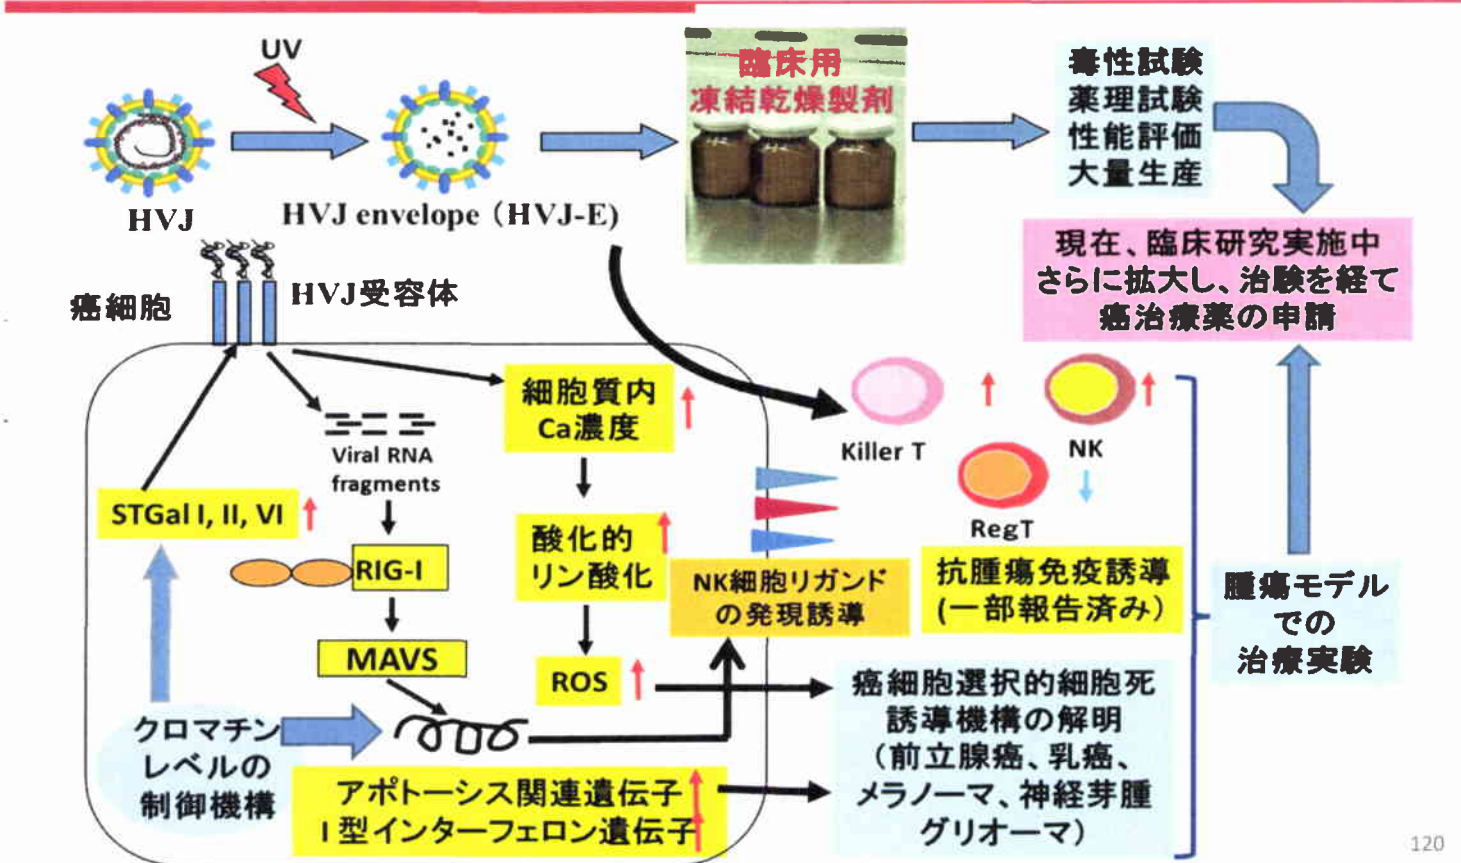 UV
HVJ
HVJ envelope（HVJ-E)
臨床用
凍結乾燥製剤
毒性試験
薬理試験
性能評価
大量生産
現在、臨床研究実施中
さらに拡大し、治験を経て
癌治療薬の申請
癌細胞
HVJ受容体
細胞質内
Ca濃度
Viral RNA
fragments
STGal I, II, VI
RIG-I
MAVS
酸化的
リン酸化
ROS
NK細胞リガンド
の発現誘導
Killer T
NK
RegT
抗腫瘍免疫誘導
(一部報告済み）
腫瘍モデル
での
治療実験
クロマチン
レベルの
制御機構
アポトーシス関連遺伝子
I 型インターフェロン遺伝子
癌細胞選択的細胞死
誘導機構の解明
（前立腺癌、乳癌、
メラノーマ、神経芽腫
グリオーマ）
120